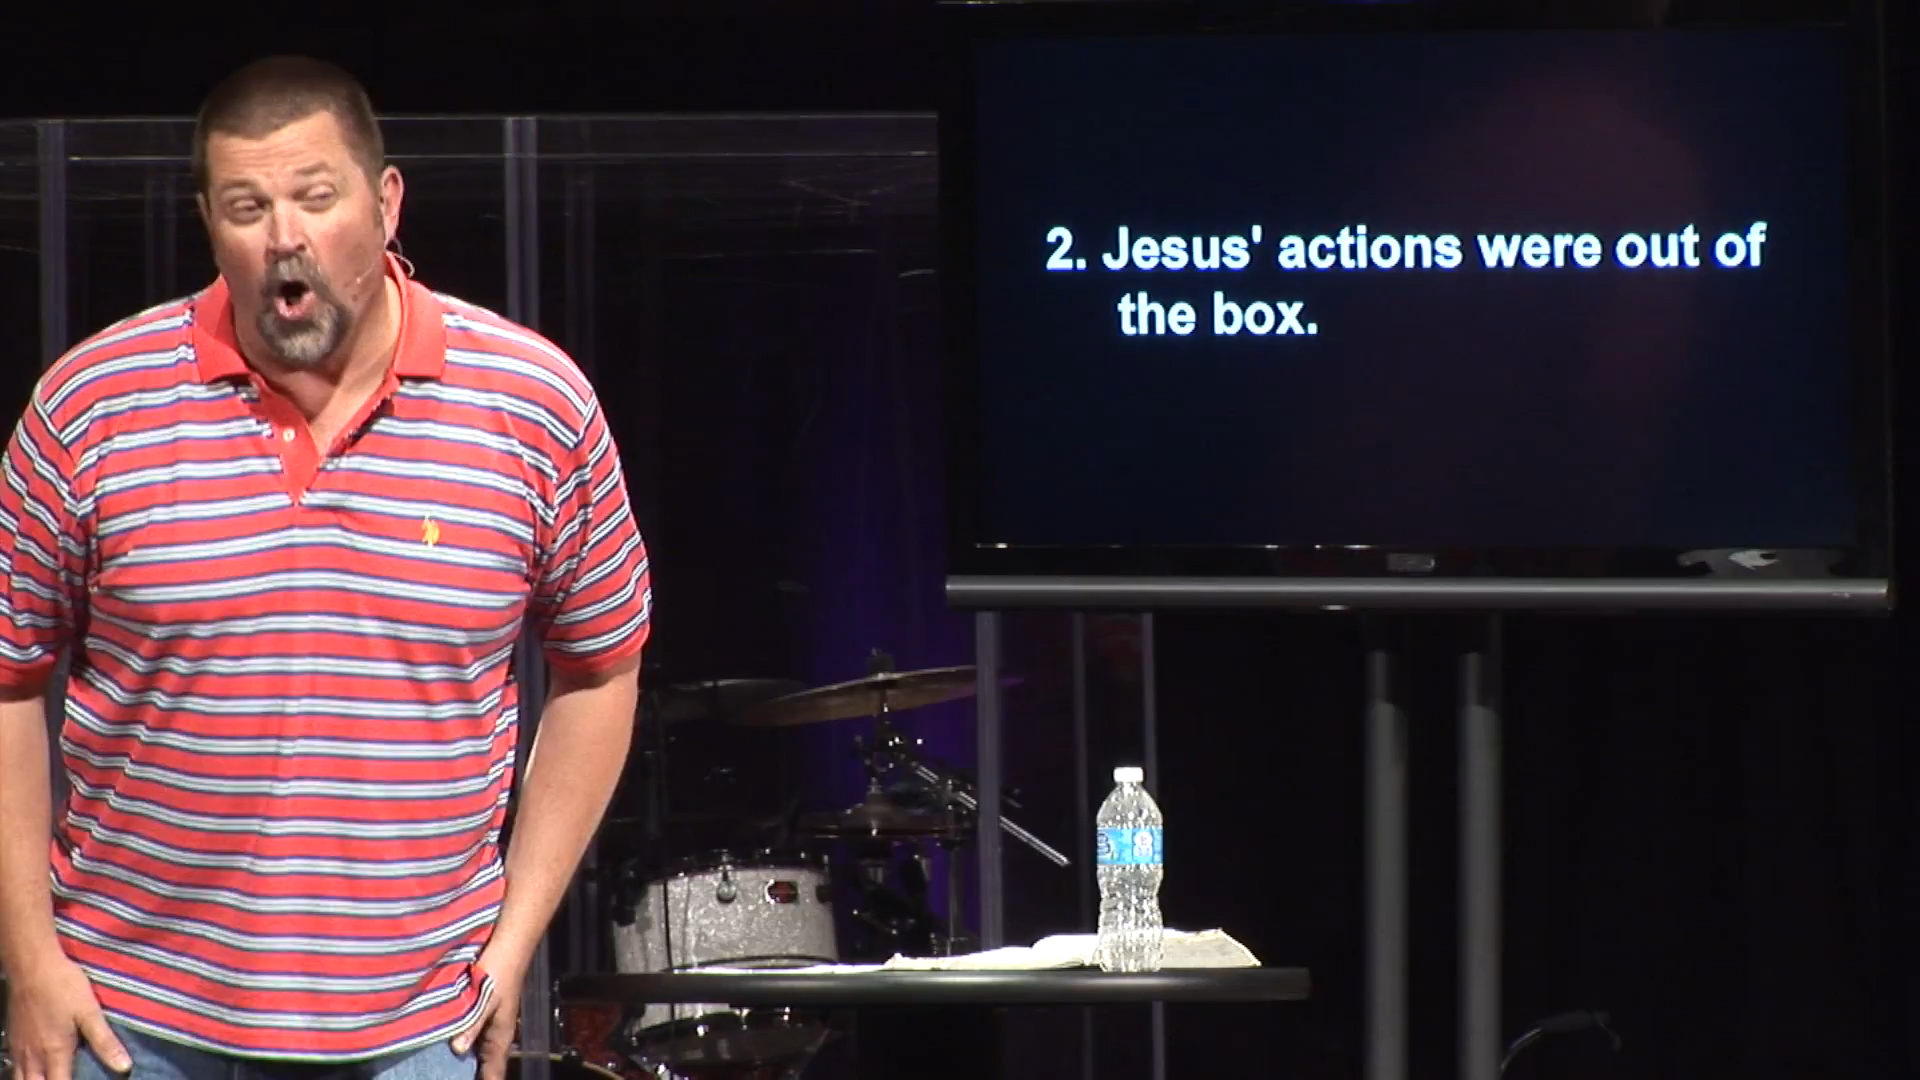 2. Jesus' actions were out of
the box.